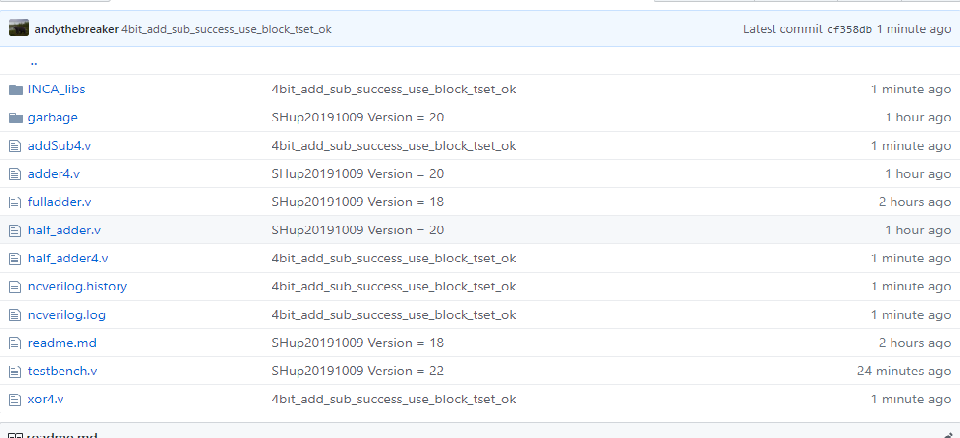 andythebreaker 4bit_add_sub_success_use_block_tset_ok Latest commit cf358db 1 minute ago
..
INCA_libs 4bit_add_sub_success_use_block_tset_ok 1 minute ago
garbage SHup20191009 Version = 20 1 hour ago
addSub4.v 4bit_add_sub_success_use_block_tset_ok 1 minute ago
adder4.v SHup20191009 Version = 20 1 hour ago
fulladder.v SHup20191009 Version = 18 2 hours ago
half_adder.v SHup20191009 Version = 20 1 hour ago
half_adder4.v 4bit_add_sub_success_use_block_tset_ok 1 minute ago
ncverilog.history 4bit_add_sub_success_use_block_tset_ok 1 minute ago
ncverilog.log 4bit_add_sub_success_use_block_tset_ok 1 minute ago
readme.md SHup20191009 Version = 18 2 hours ago
testbench.v SHup20191009 Version = 22 24 minutes ago
xor4.v 4bit_add_sub_success_use_block_tset_ok 1 minute ago
readme.md